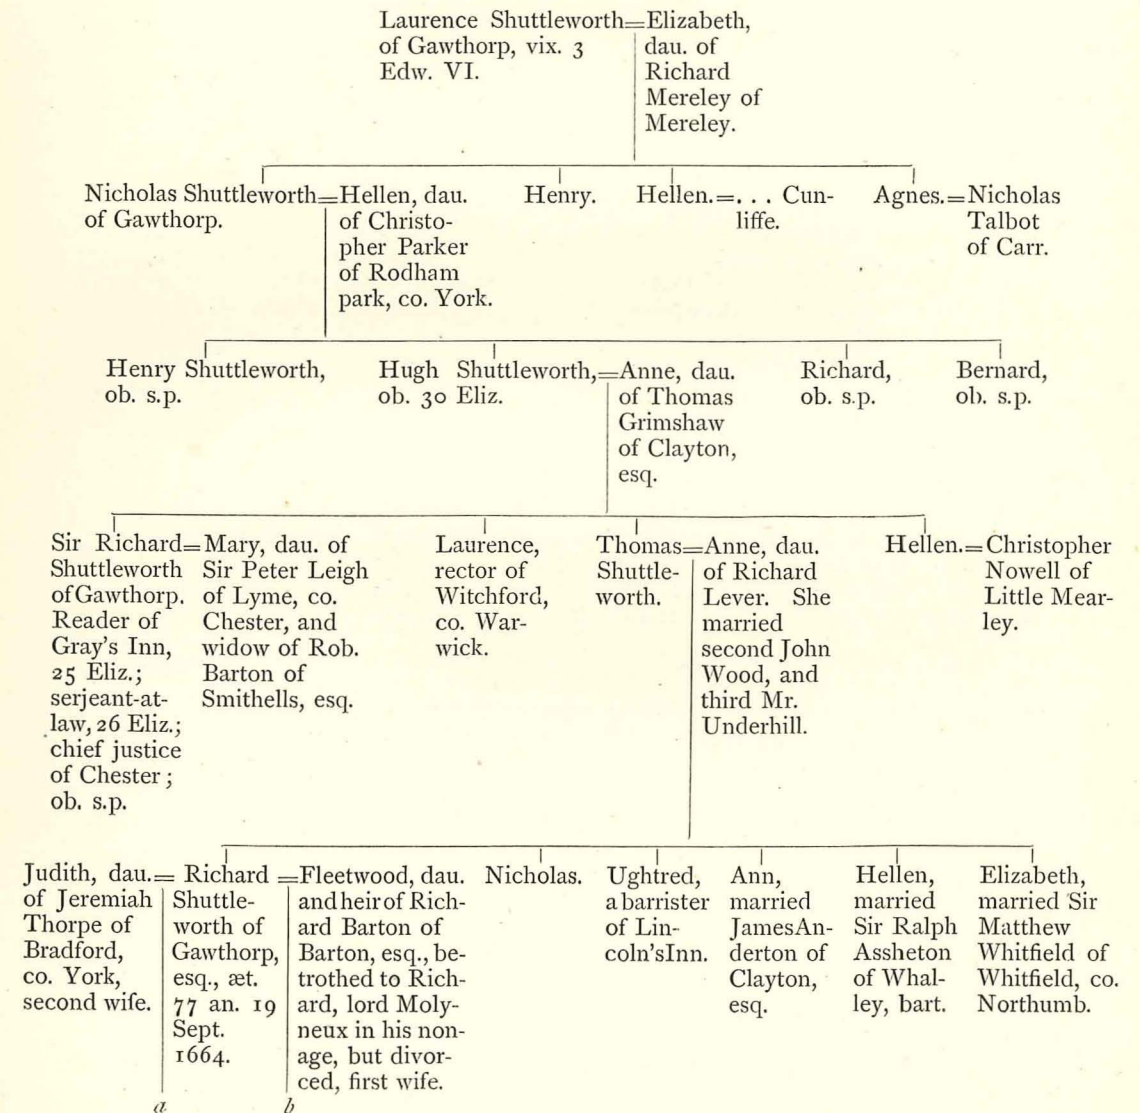 Laurence Shuttleworth=Elizabeth,
of Gawthorp, vix. 3
Edw. VI.
dau. of
Richard
Mereley of
Mereley.
Nicholas Shuttleworth=Hellen, dau.
of Gawthorp.
of Christo-
pher Parker
of Rodham
park, co. York.
Henry.
Hellen.=... Cun-
liffe.
Agnes.=Nicholas
Talbot
of Carr.
Henry Shuttleworth,
ob. s.p.
Hugh Shuttleworth,=Anne, dau.
ob. 30 Eliz.
of Thomas
Grimshaw
of Clayton,
esq.
Richard,
ob. s.p.
Bernard,
ob. s.p.
Sir Richard=Mary, dau. of
Shuttleworth
of Gawthorp.
Reader of
Gray's Inn,
25 Eliz.;
serjeant-at-
law, 26 Eliz.;
chief justice
of Chester;
ob. s.p.
Sir Peter Leigh
of Lyme, co.
Chester, and
widow of Rob.
Barton of
Smithells, esq.
Laurence,
rector of
Witchford,
co. War-
wick.
Thomas=Anne, dau.
Shuttle-
worth.
of Richard
Lever. She
married
second John
Wood, and
third Mr.
Underhill.
Hellen.=Christopher
Nowell of
Little Mear-
ley.
Judith, dau.= Richard =Fleetwood, dau.
of Jeremiah
Thorpe of
Bradford,
co. York,
second wife.
Shuttle-
worth of
Gawthorp,
esq., æt.
77 an. 19
Sept.
1664.
and heir of Rich-
ard Barton of
Barton, esq., be-
trothed to Rich-
ard, lord Moly-
neux in his non-
age, but divor-
ced, first wife.
Nicholas.
Ughtred,
a barrister
of Lin-
coln's Inn.
Ann,
married
James An-
derton of
Clayton,
esq.
Hellen,
married
Sir Ralph
Assheton
of Whal-
ley, bart.
Elizabeth,
married Sir
Matthew
Whitfield of
Whitfield, co.
Northumb.
a
b